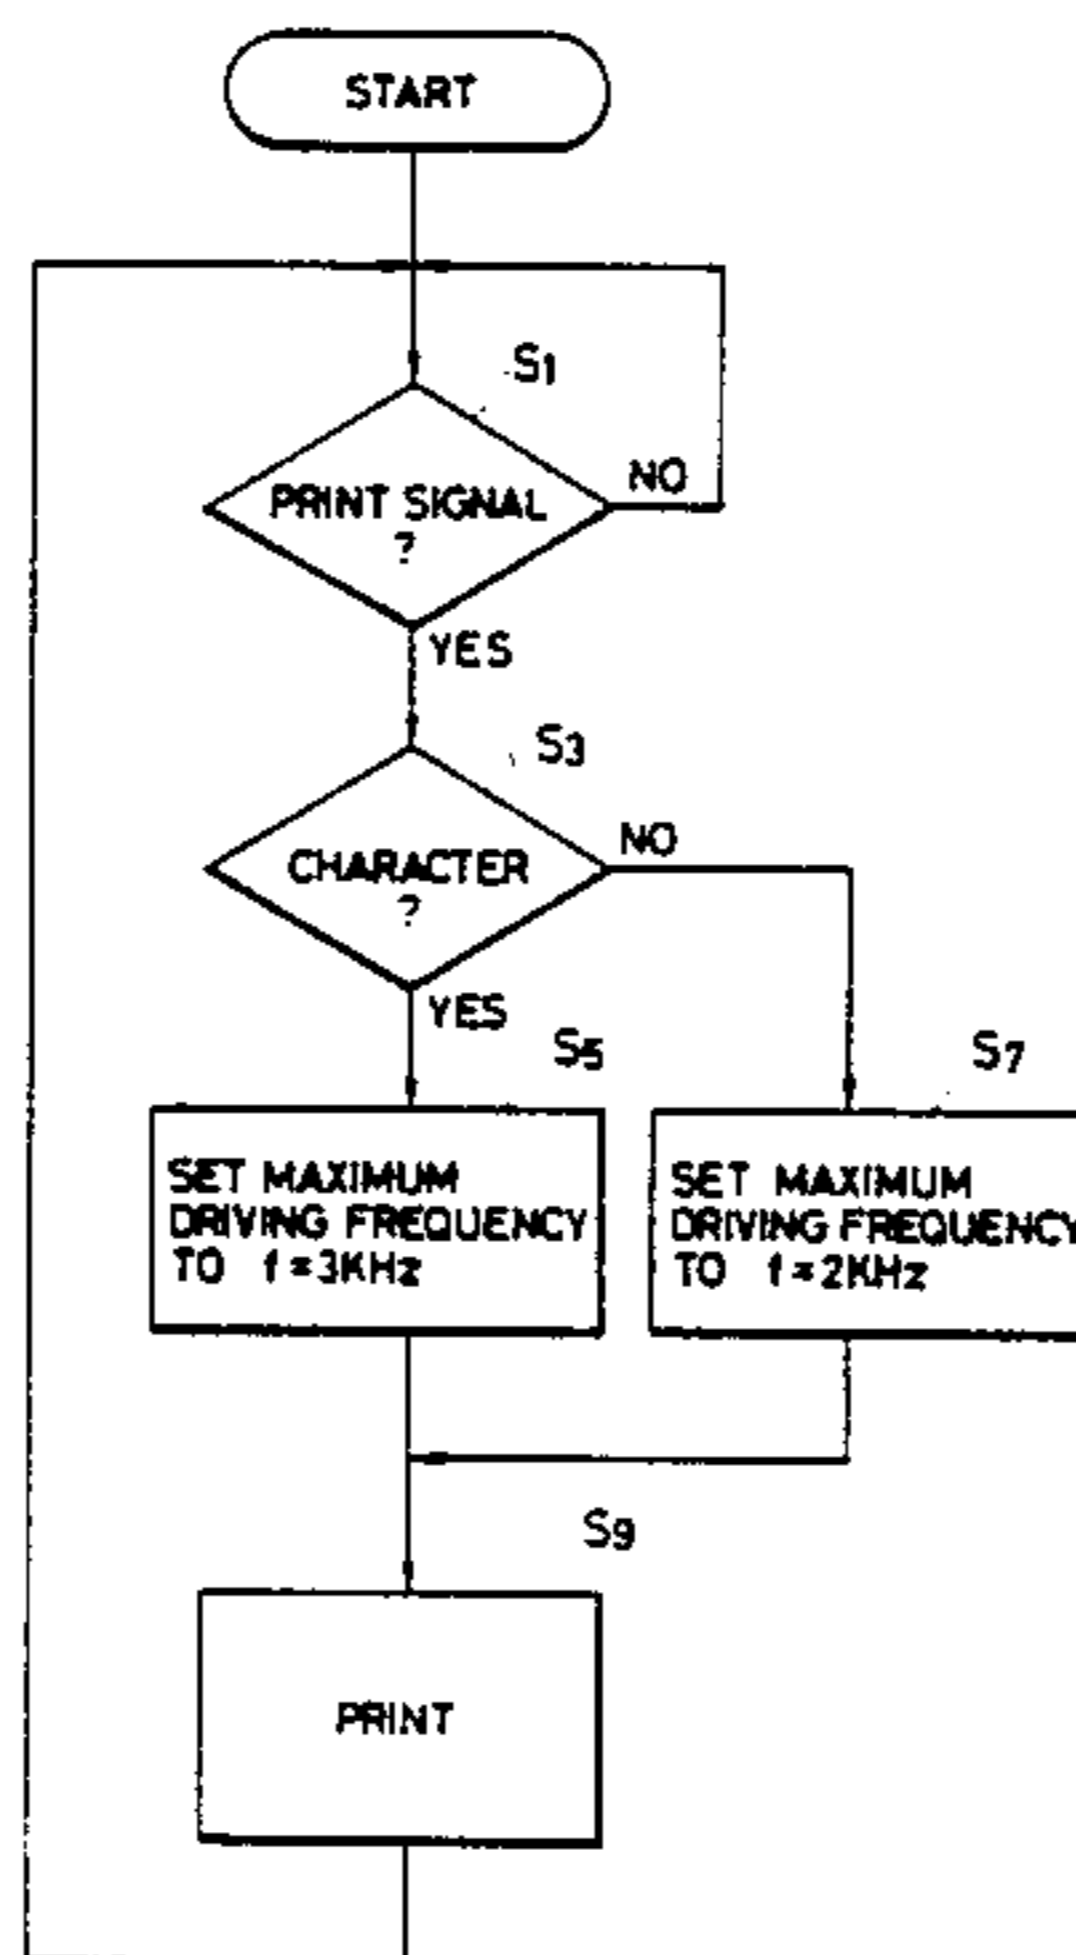 START
S1
PRINT SIGNAL
?
NO
YES
S3
CHARACTER
?
NO
YES
S5
S7
SET MAXIMUM
DRIVING FREQUENCY
TO f=3KHz
SET MAXIMUM
DRIVING FREQUENCY
TO f=2KHz
S9
PRINT